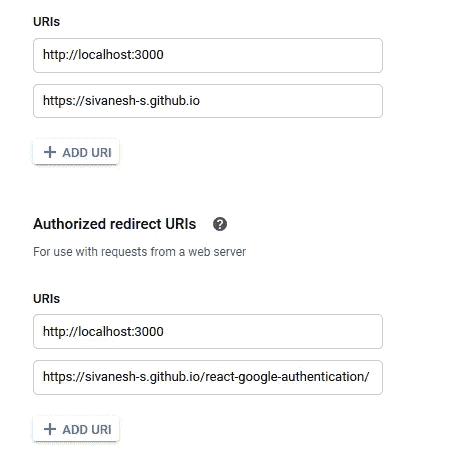 URIs
http://localhost:3000
https://sivanesh-s.github.io
+ ADD URI
Authorized redirect URIs ?
For use with requests from a web server
URIs
http://localhost:3000
https://sivanesh-s.github.io/react-google-authentication/
+ ADD URI